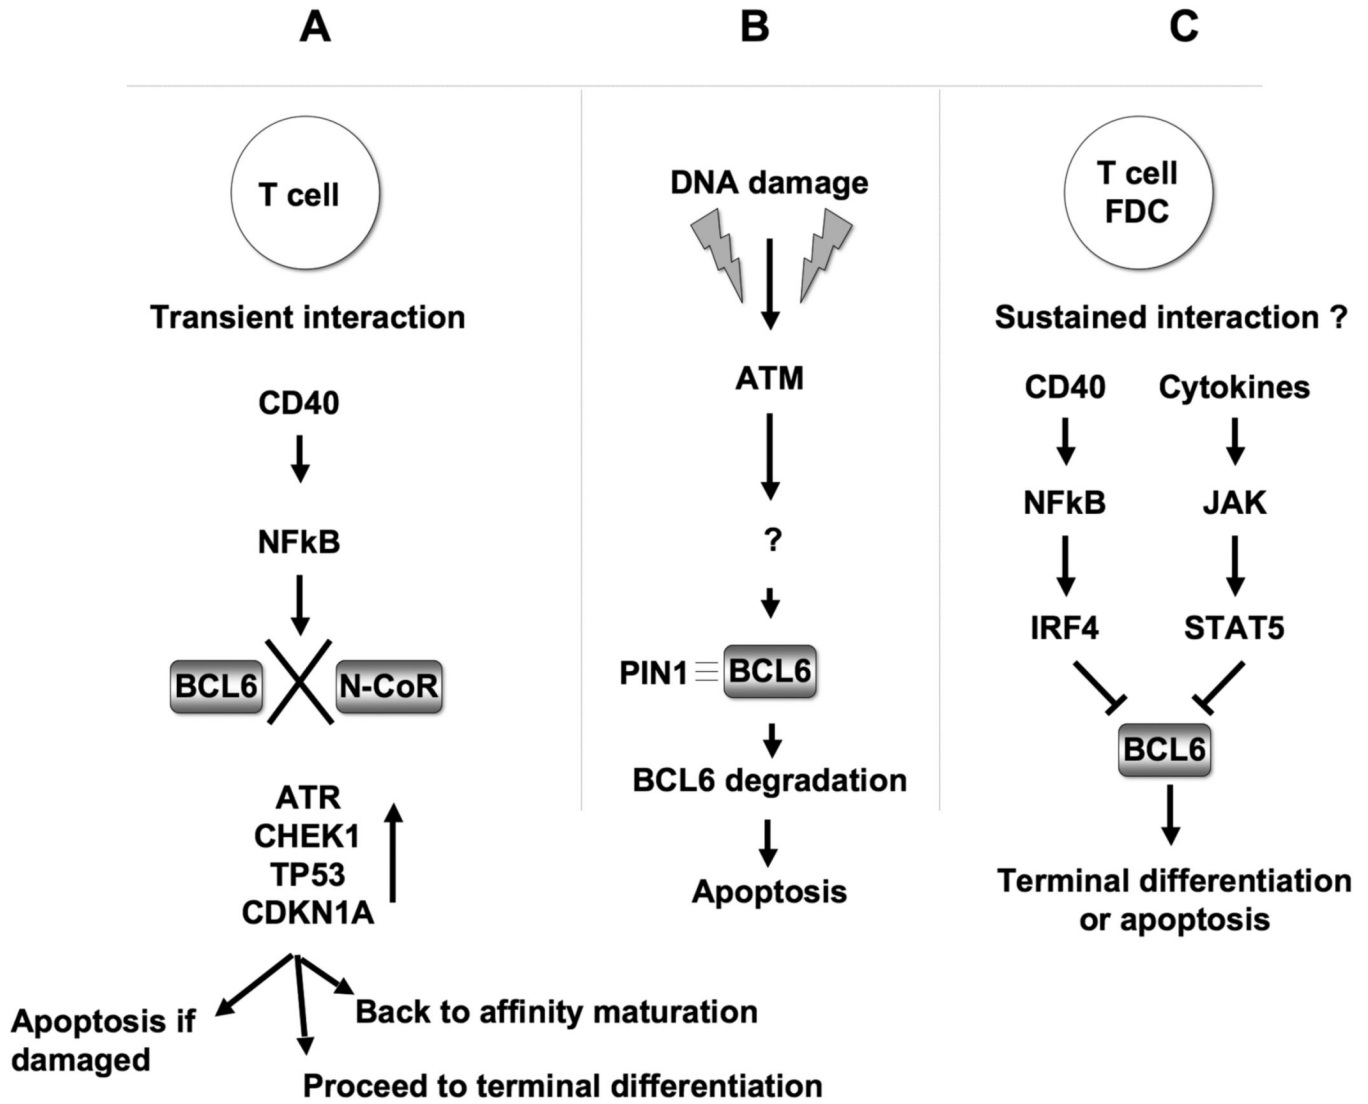 A
T cell
Transient interaction
CD40
NFkB
BCL6
N-CoR
ATR
CHEK1
TP53
CDKN1A
Apoptosis if
damaged
Back to affinity maturation
Proceed to terminal differentiation
B
DNA damage
ATM
?
PIN1
BCL6
BCL6 degradation
Apoptosis
C
T cell
FDC
Sustained interaction ?
CD40
Cytokines
NFkB
JAK
IRF4
STAT5
BCL6
Terminal differentiation
or apoptosis